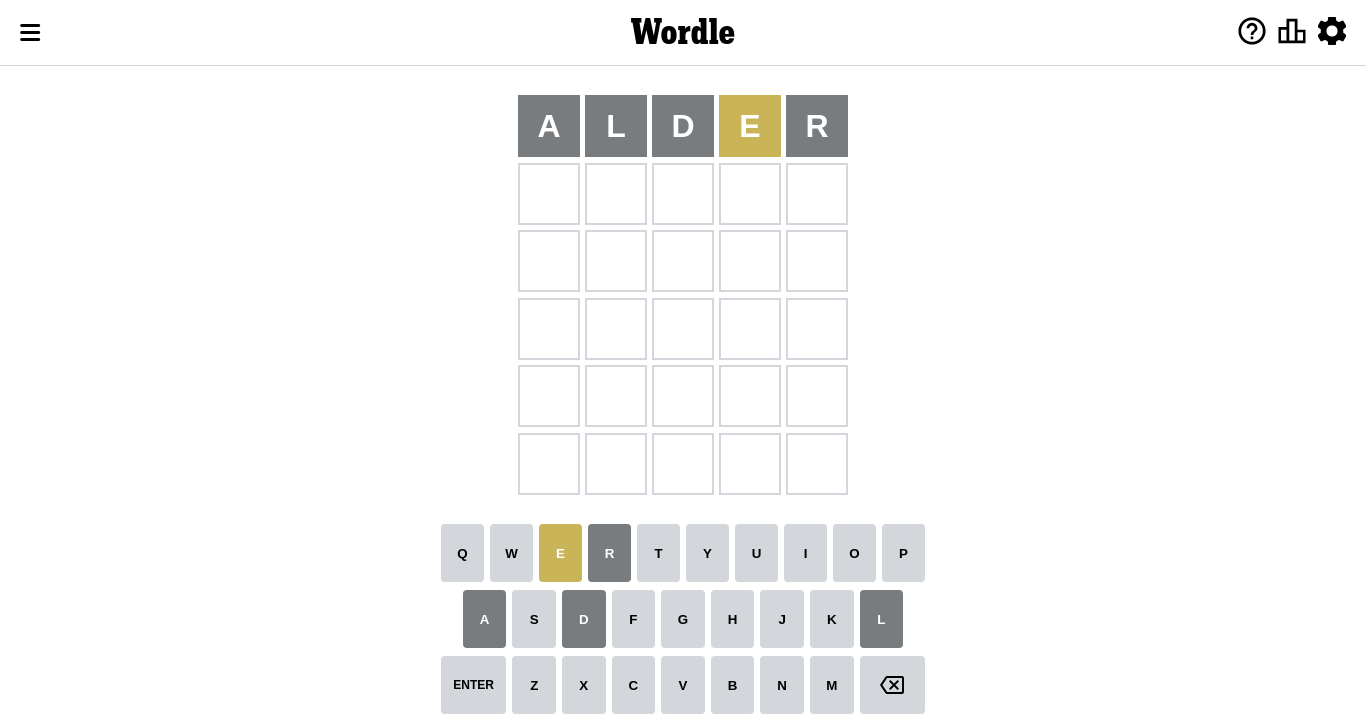 Wordle
A L D E R
Q W E R T Y U I O P
A S D F G H J K L
ENTER Z X C V B N M